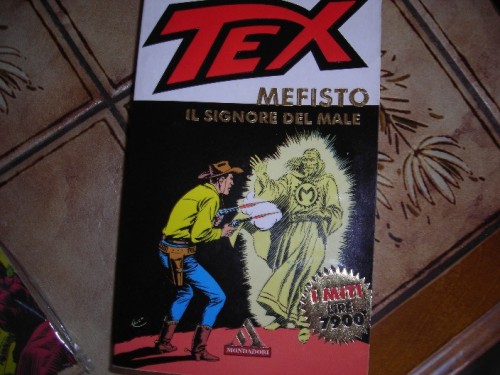 TEX
MEFISTO
IL SIGNORE DEL MALE
M
I MITI
LIRE
7900
MONDADORI